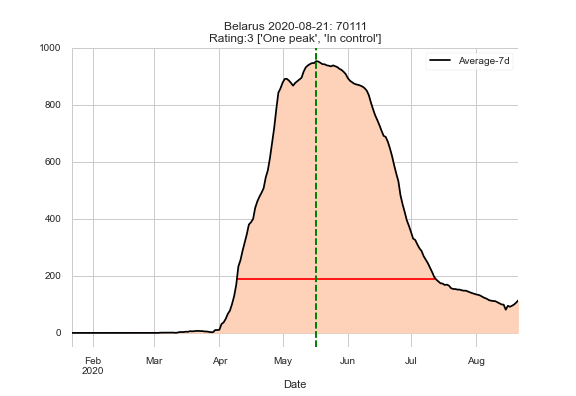 Belarus 2020-08-21: 70111
Rating:3 ['One peak', 'In control']
Average-7d
1000
800
600
400
200
0
Feb Mar Apr May Jun Jul Aug
2020
Date